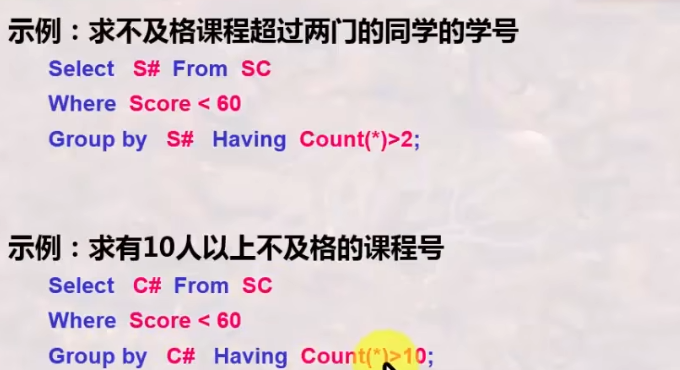 示例：求不及格课程超过两门的同学的学号
Select S# From SC
Where Score < 60
Group by S# Having Count(*)>2;
示例：求有10人以上不及格的课程号
Select C# From SC
Where Score < 60
Group by C# Having Count(*)>10;